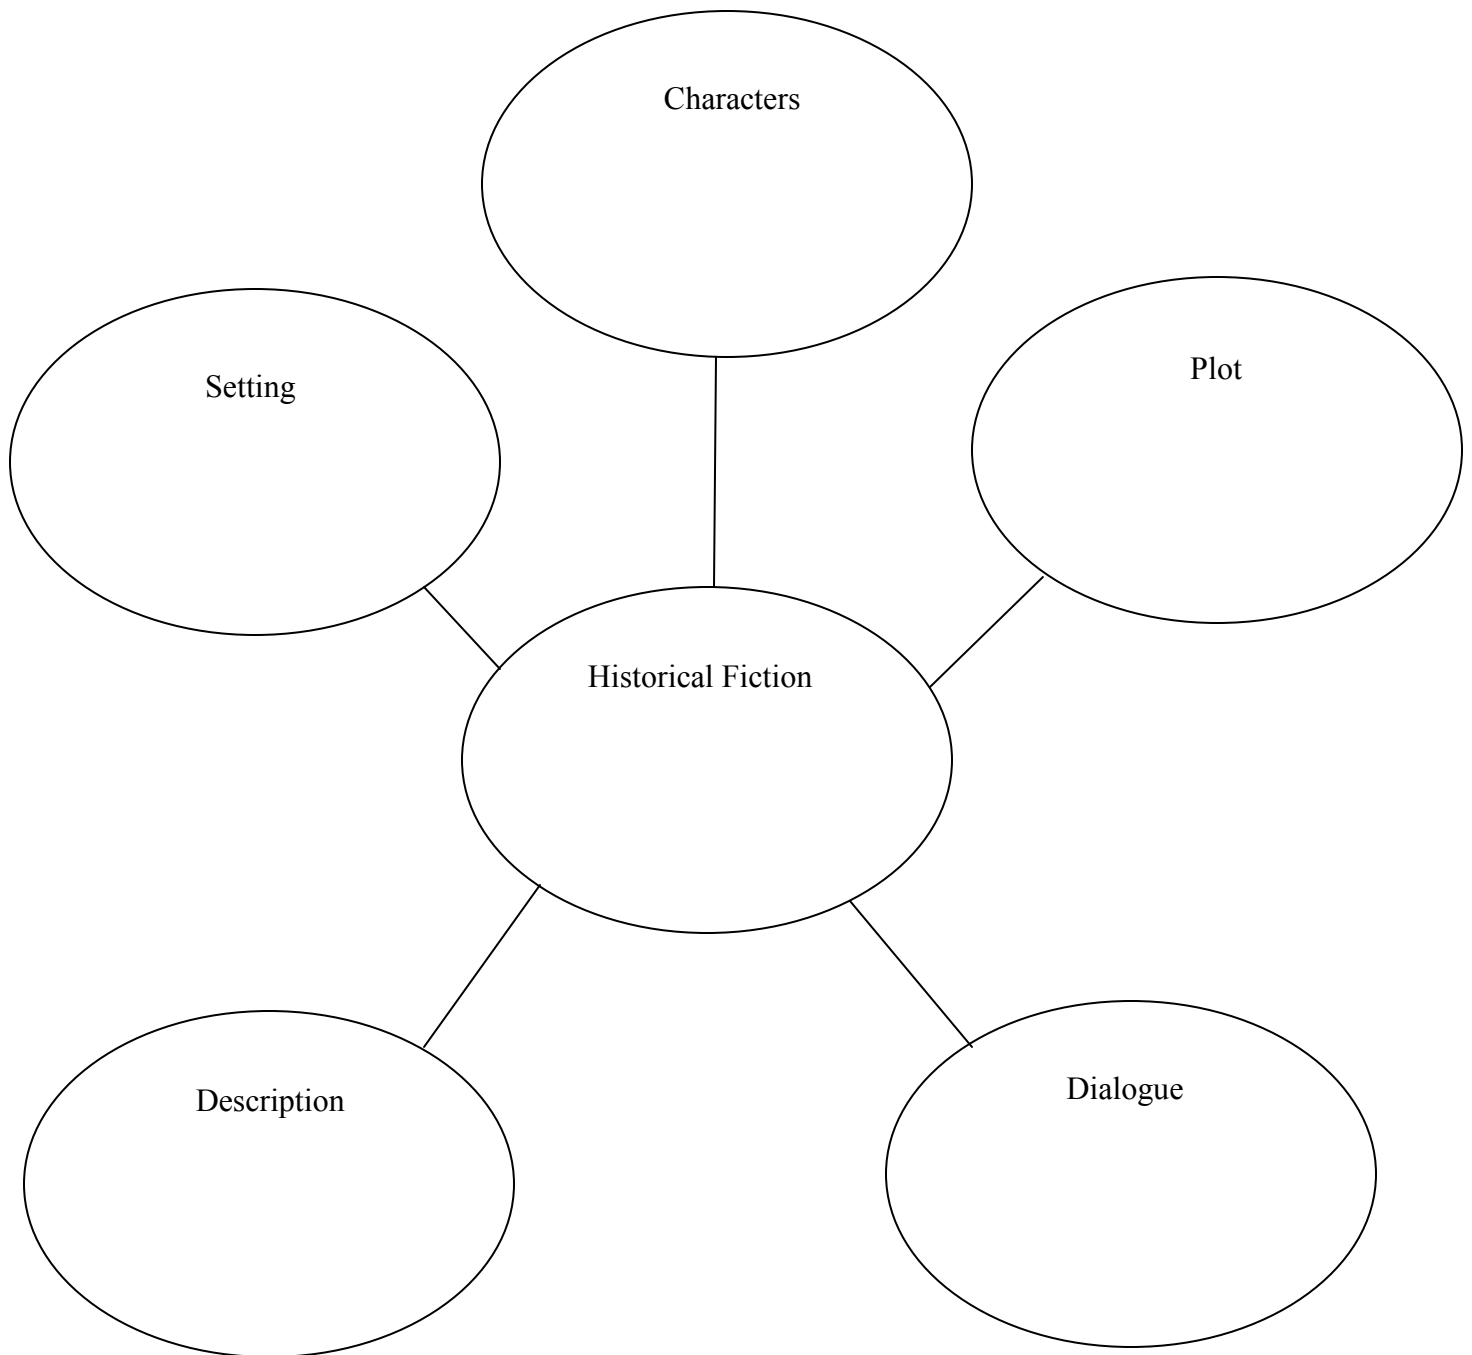 Characters
Setting
Plot
Historical Fiction
Description
Dialogue